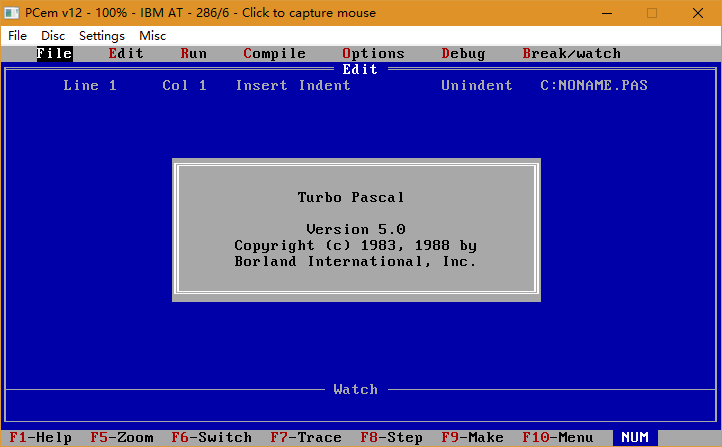 PCem v12 - 100% - IBM AT - 286/6 - Click to capture mouse
File Disc Settings Misc
File Edit Run Compile Options Debug Break/watch
Edit
Line 1 Col 1 Insert Indent Unindent C:NONAME.PAS
Turbo Pascal
Version 5.0
Copyright (c) 1983, 1988 by
Borland International, Inc.
Watch
F1-Help F5-Zoom F6-Switch F7-Trace F8-Step F9-Make F10-Menu NUM